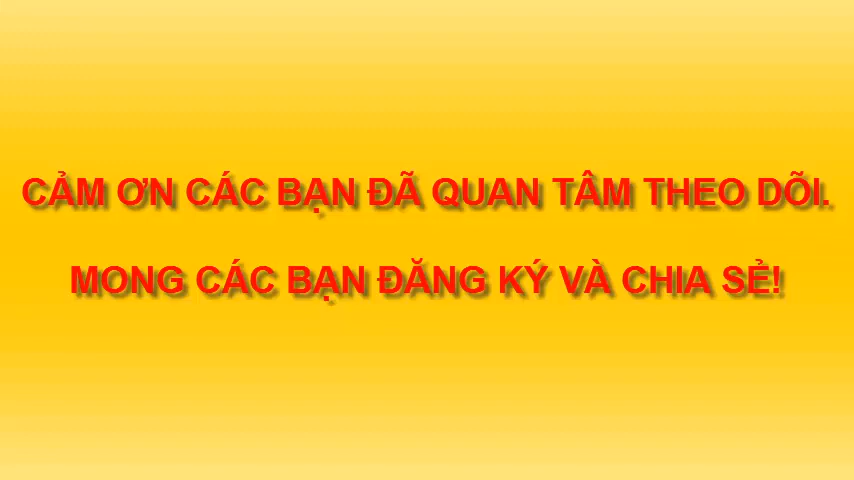 CẢM ƠN CÁC BẠN ĐÃ QUAN TÂM THEO DÕI.
MONG CÁC BẠN ĐĂNG KÝ VÀ CHIA SẺ!